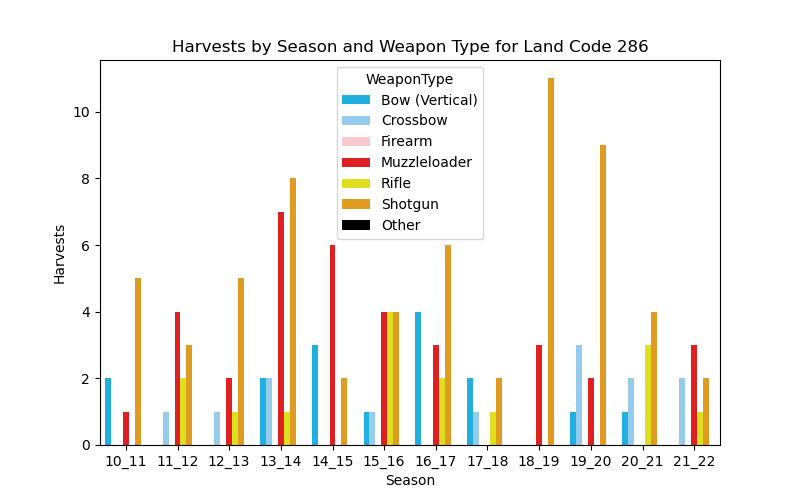 Harvests by Season and Weapon Type for Land Code 286
WeaponType
Bow (Vertical)
Crossbow
Firearm
Muzzleloader
Rifle
Shotgun
Other
Harvests
10
8
6
4
2
0
10_11 11_12 12_13 13_14 14_15 15_16 16_17 17_18 18_19 19_20 20_21 21_22
Season